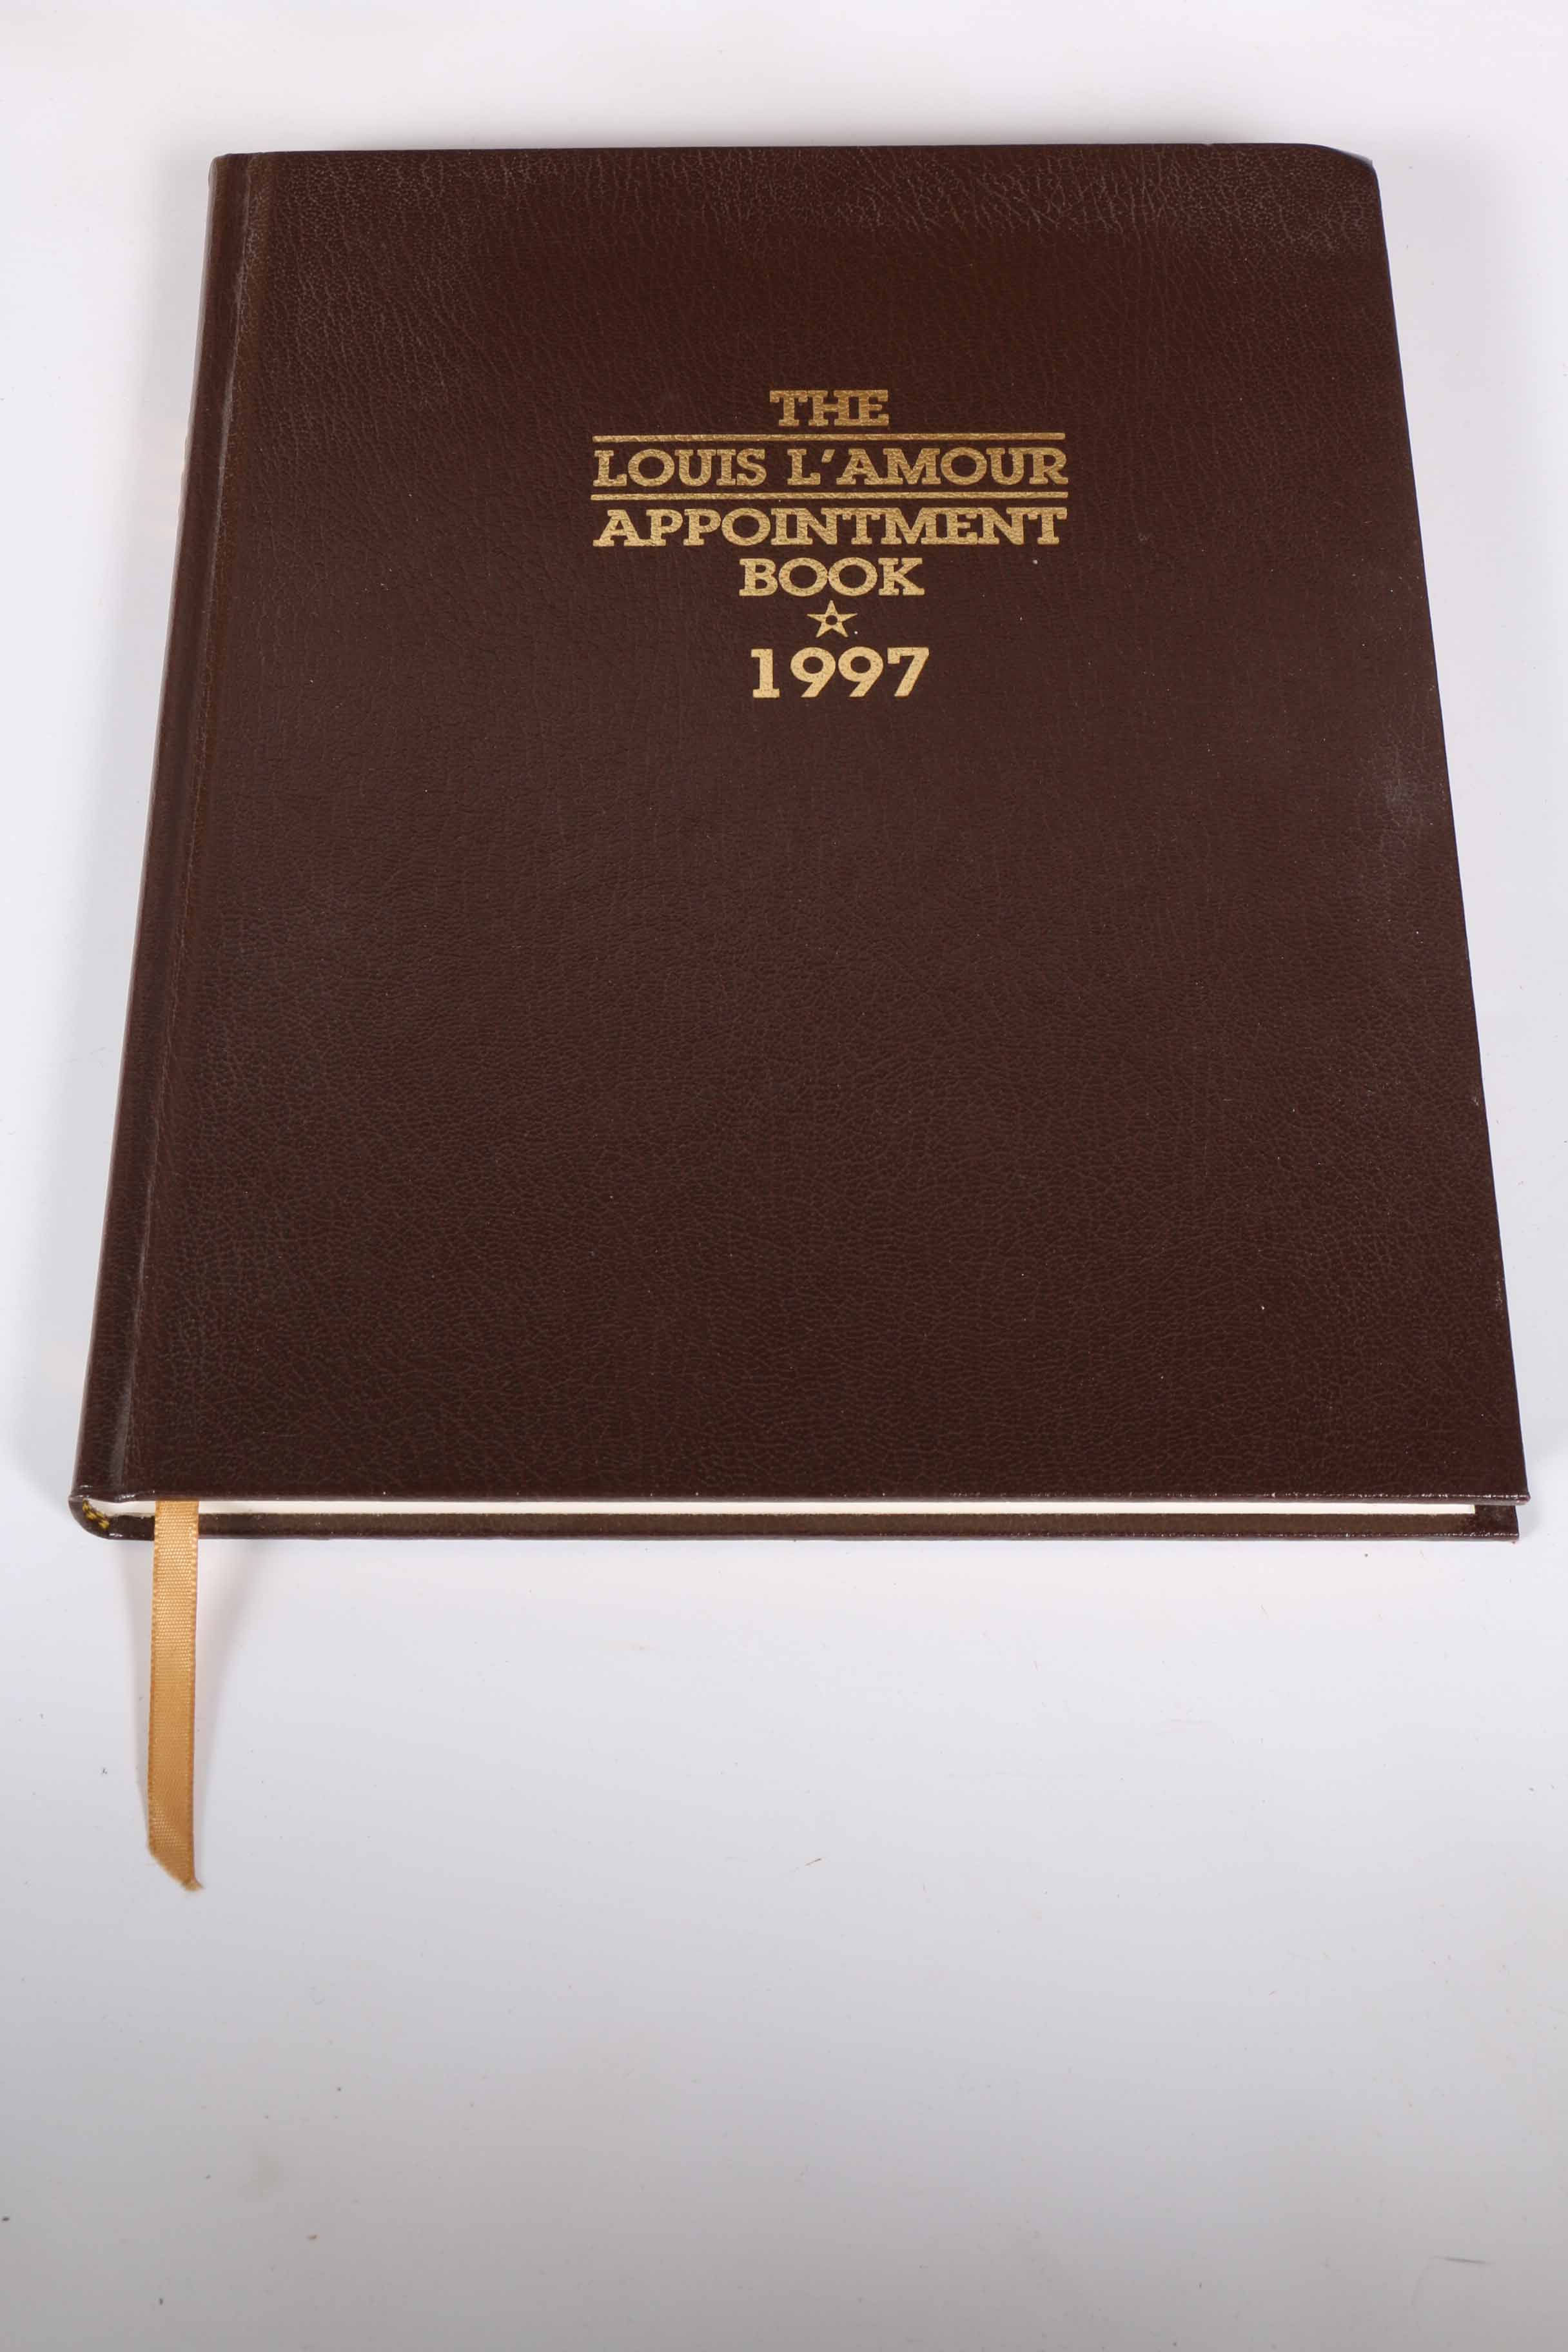 THE
LOUIS L'AMOUR
APPOINTMENT
BOOK
1997